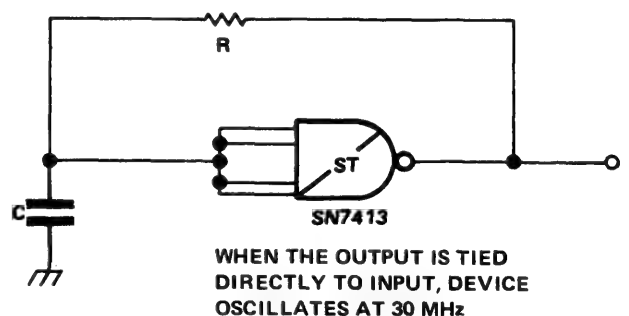 R
C
ST
SN7413
WHEN THE OUTPUT IS TIED
DIRECTLY TO INPUT, DEVICE
OSCILLATES AT 30 MHz